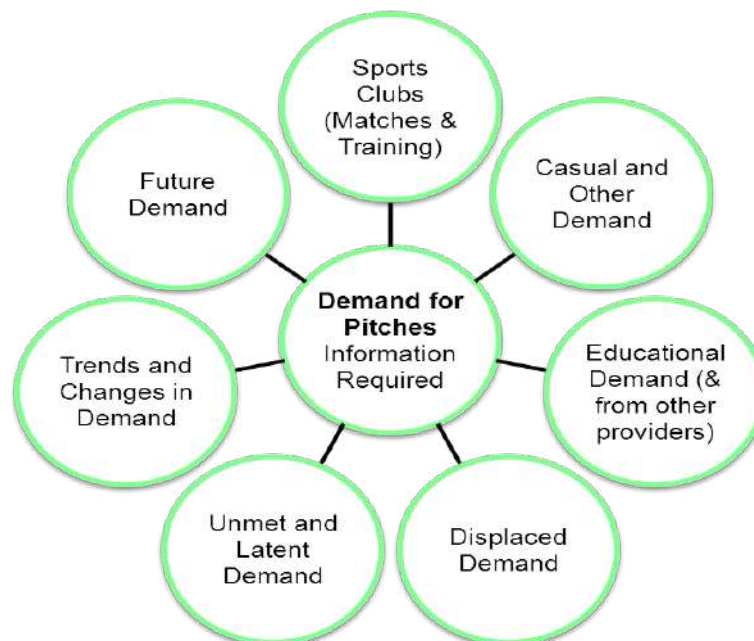 Sports
Clubs
(Matches &
Training)
Casual and
Other
Demand
Educational
Demand (&
from other
providers)
Displaced
Demand
Unmet and
Latent
Demand
Trends and
Changes in
Demand
Future
Demand
Demand for
Pitches
Information
Required